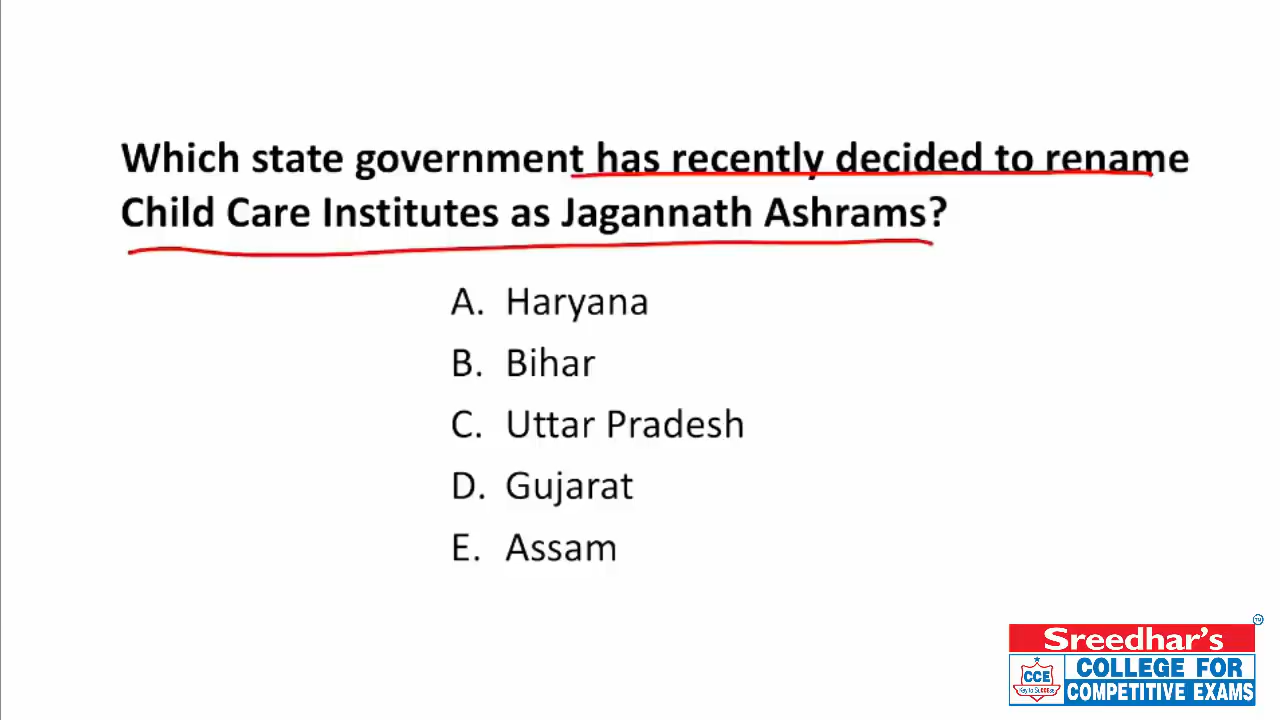 Which state government has recently decided to rename
Child Care Institutes as Jagannath Ashrams?
A. Haryana
B. Bihar
C. Uttar Pradesh
D. Gujarat
E. Assam
TM
Sreedhar's
CCE
COLLEGE FOR
COMPETITIVE EXAMS